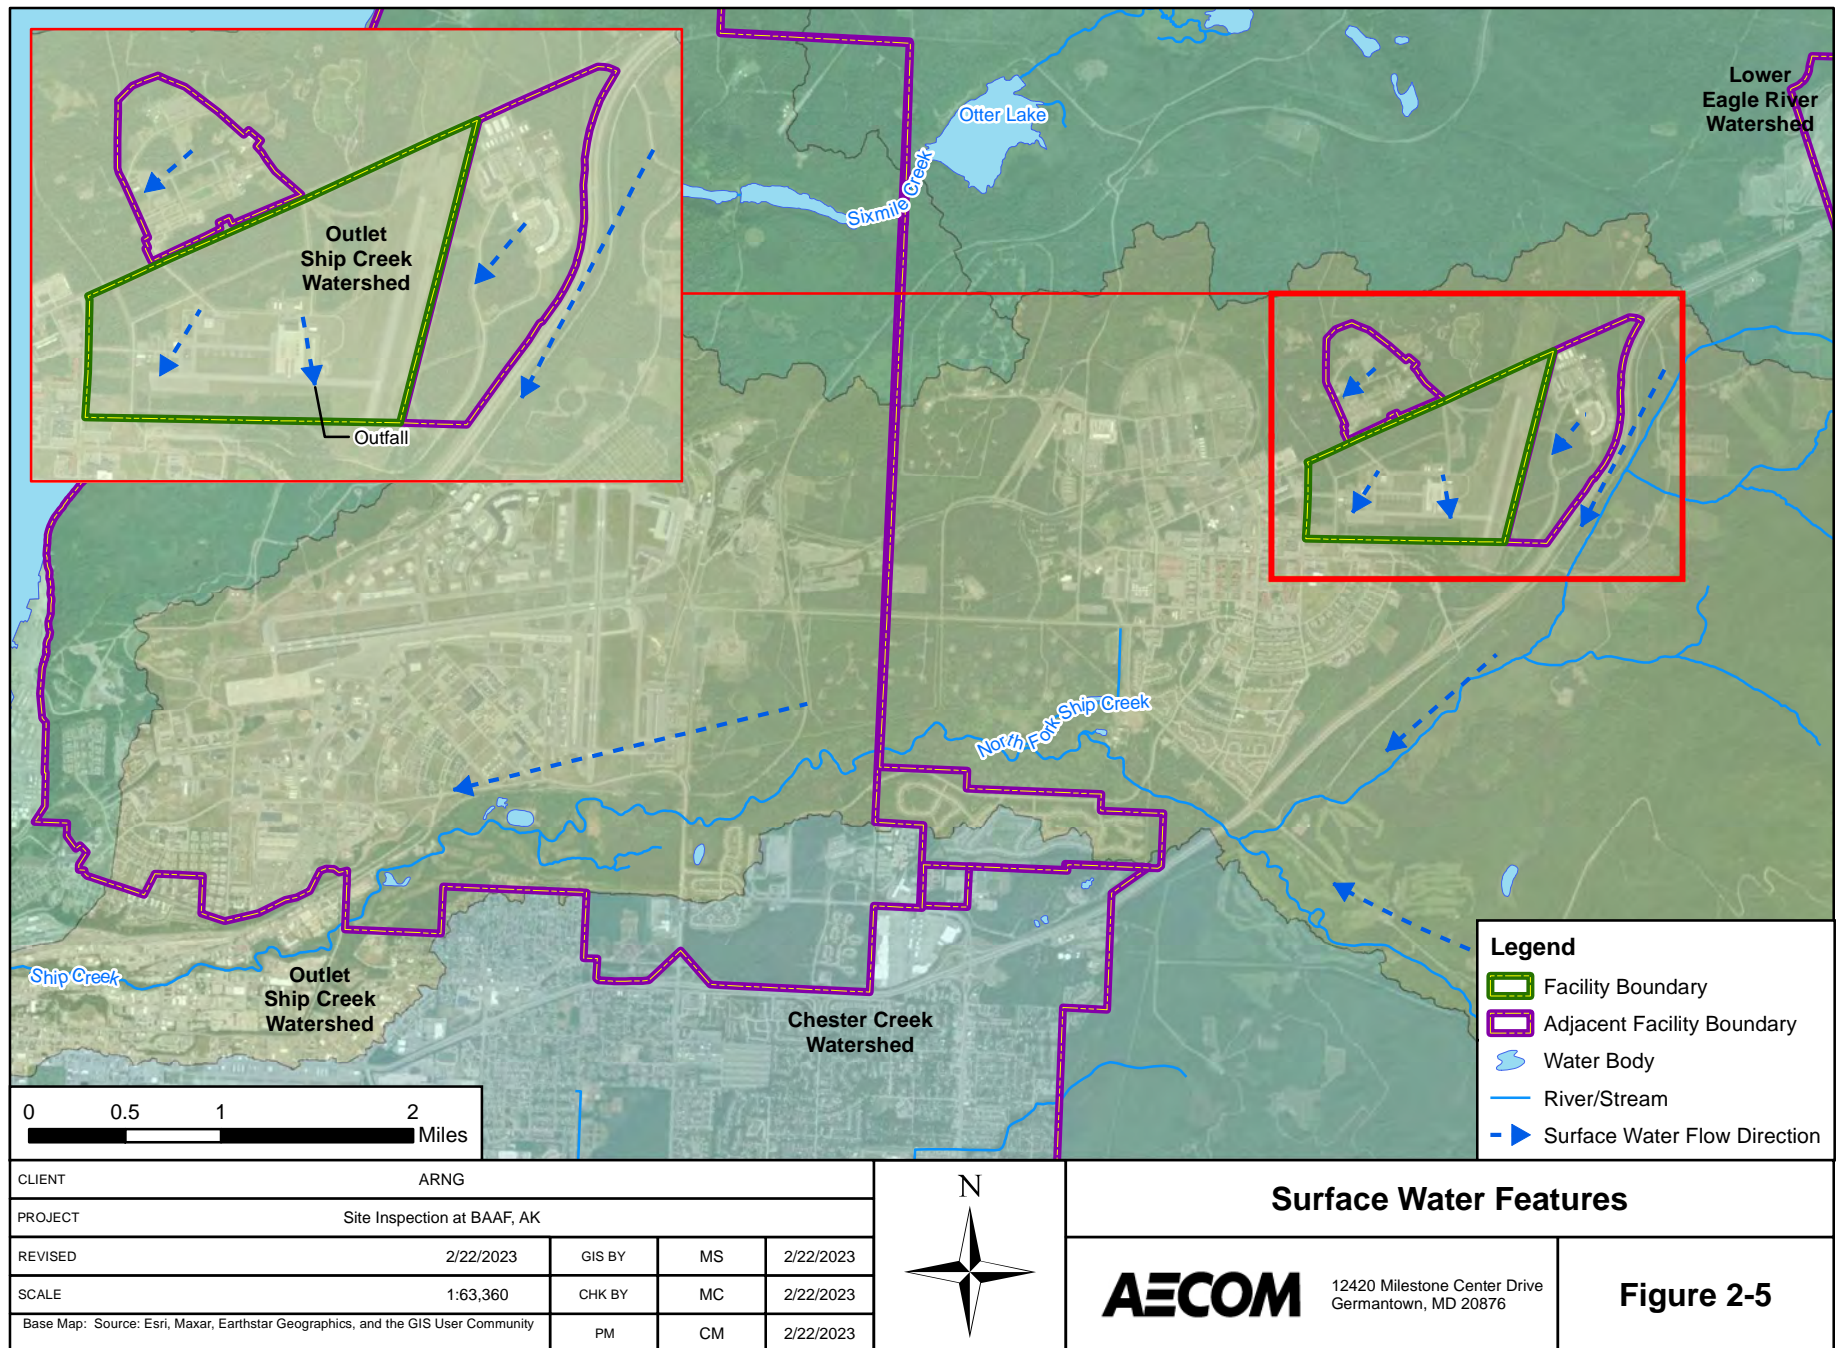 Lower
Eagle River
Watershed
Otter Lake
Sixmile Creek
Outlet
Ship Creek
Watershed
Outfall
North Fork Ship Creek
Ship Creek
Outlet
Ship Creek
Watershed
Chester Creek
Watershed
Legend
Facility Boundary
Adjacent Facility Boundary
Water Body
River/Stream
Surface Water Flow Direction
0 0.5 1 2
Miles
CLIENT ARNG
PROJECT Site Inspection at BAAF, AK
REVISED 2/22/2023 GIS BY MS 2/22/2023
SCALE 1:63,360 CHK BY MC 2/22/2023
Base Map: Source: Esri, Maxar, Earthstar Geographics, and the GIS User Community
PM CM 2/22/2023
N
Surface Water Features
AECOM
12420 Milestone Center Drive
Germantown, MD 20876
Figure 2-5